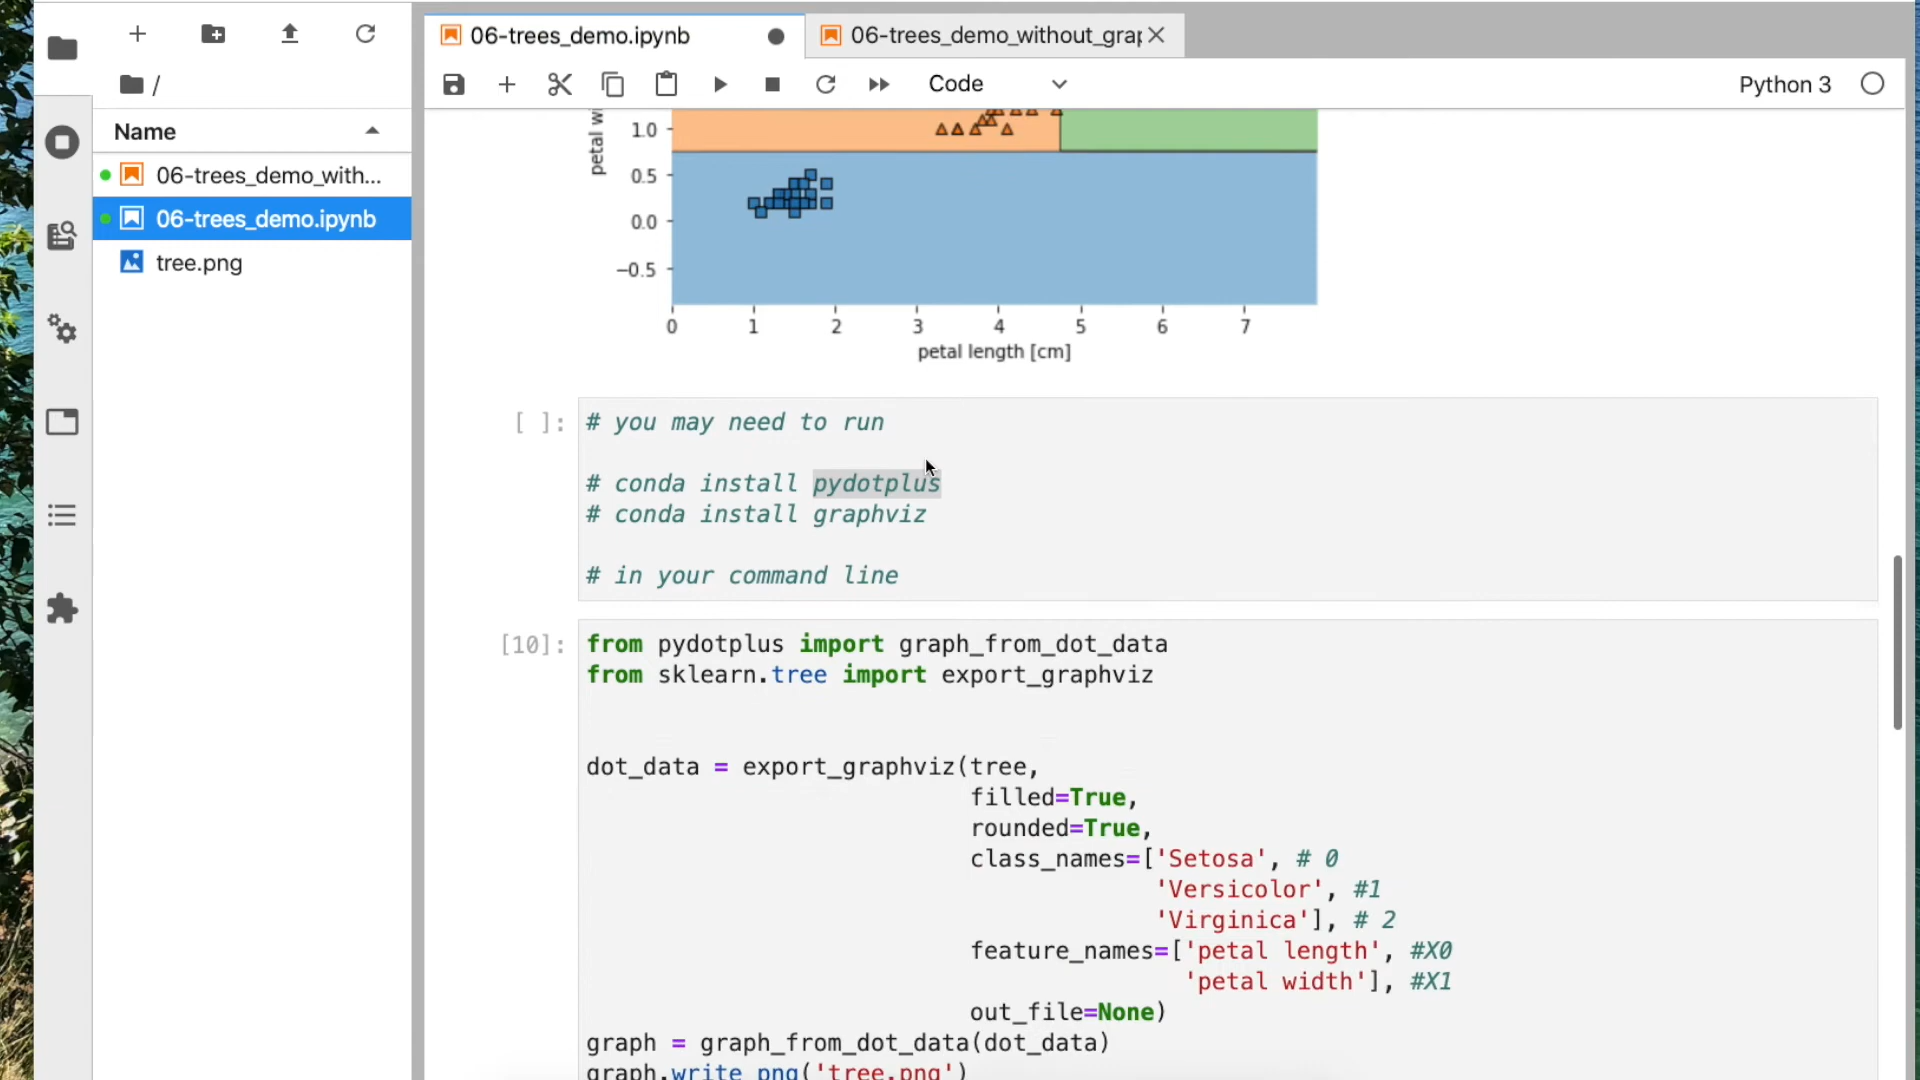 06-trees_demo.ipynb
06-trees_demo_without_grap
Code
Python 3
/
Name
06-trees_demo_with...
06-trees_demo.ipynb
tree.png
petal wi
1.0
0.5
0.0
−0.5
0 1 2 3 4 5 6 7
petal length [cm]
[ ]:
# you may need to run
# conda install pydotplus
# conda install graphviz
# in your command line
[10]:
from pydotplus import graph_from_dot_data
from sklearn.tree import export_graphviz
dot_data = export_graphviz(tree,
filled=True,
rounded=True,
class_names=['Setosa', # 0
'Versicolor', #1
'Virginica'], # 2
feature_names=['petal length', #X0
'petal width'], #X1
out_file=None)
graph = graph_from_dot_data(dot_data)
graph.write_png('tree.png')